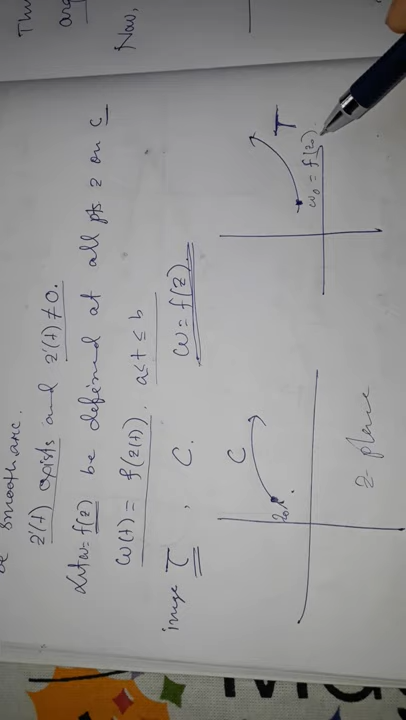 be smooth arc.
z'(t) exists and z'(t) ≠ 0.
Let w = f(z) be defined at all pts z on C
w(t) = f(z(t)), a ≤ t ≤ b
image T, C. w = f(z).
C
z₀
z-plane
T
w₀ = f(z₀).
Now,